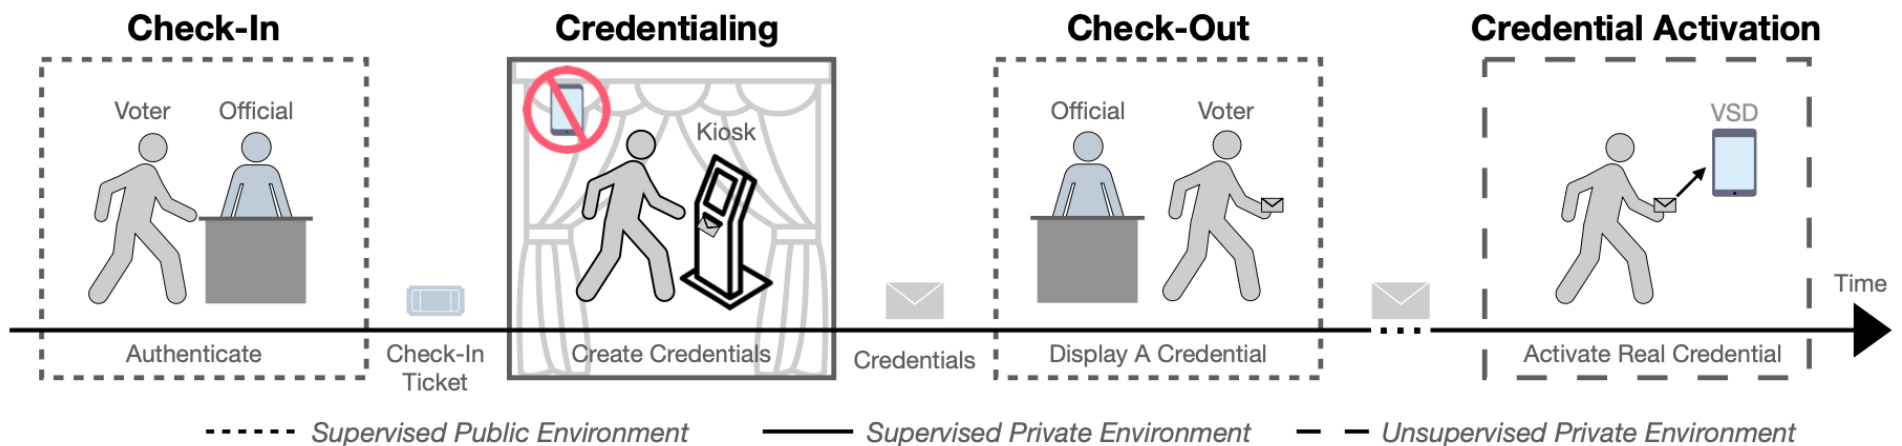 Check-In
Credentialing
Check-Out
Credential Activation
Voter
Official
Kiosk
Official
Voter
VSD
Time
Authenticate
Check-In
Ticket
Create Credentials
Credentials
Display A Credential
Activate Real Credential
Supervised Public Environment
Supervised Private Environment
Unsupervised Private Environment